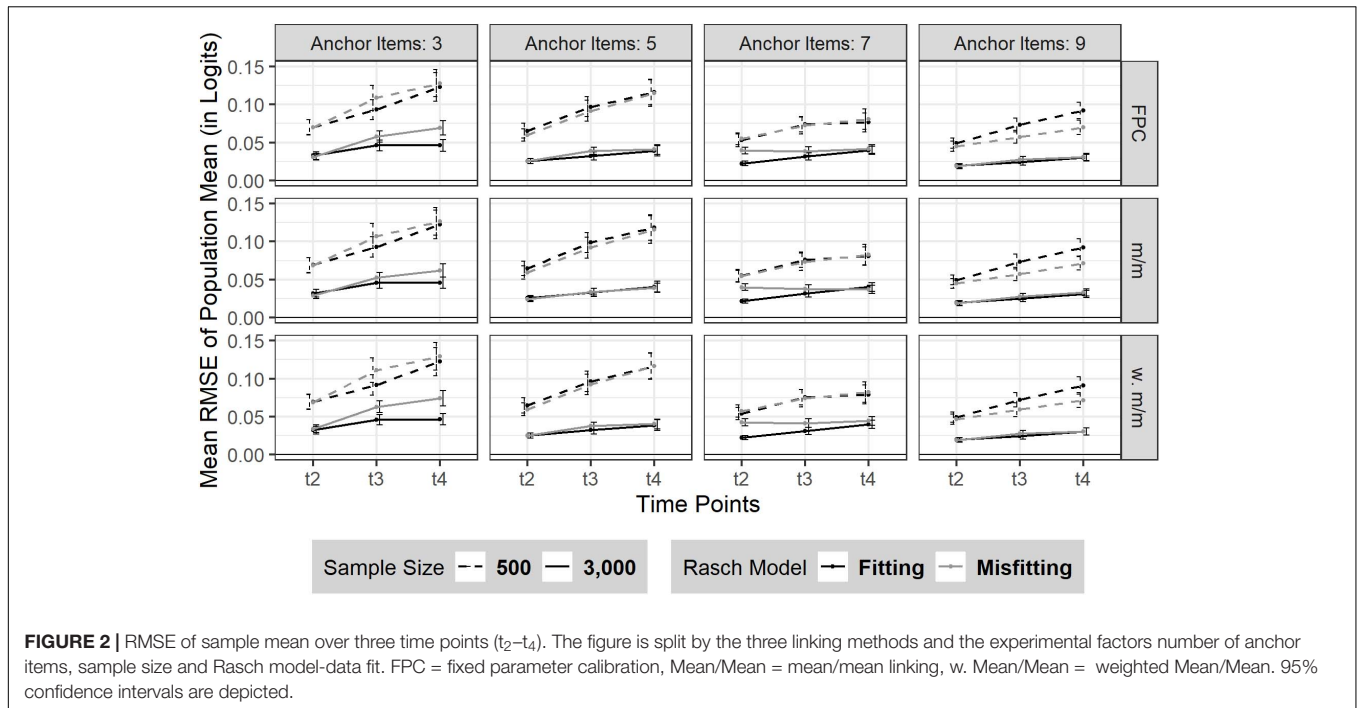 Anchor Items: 3 Anchor Items: 5 Anchor Items: 7 Anchor Items: 9
Mean RMSE of Population Mean (in Logits)
0.15
0.10
0.05
0.00
FPC
0.15
0.10
0.05
0.00
m/m
0.15
0.10
0.05
0.00
w. m/m
t2 t3 t4 t2 t3 t4 t2 t3 t4 t2 t3 t4
Time Points
Sample Size 500 3,000 Rasch Model Fitting Misfitting
FIGURE 2 | RMSE of sample mean over three time points (t₂–t₄). The figure is split by the three linking methods and the experimental factors number of anchor
items, sample size and Rasch model-data fit. FPC = fixed parameter calibration, Mean/Mean = mean/mean linking, w. Mean/Mean = weighted Mean/Mean. 95%
confidence intervals are depicted.